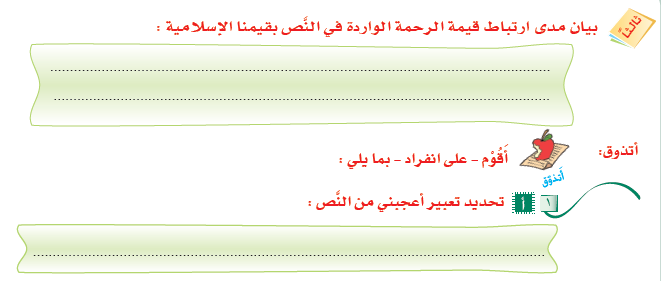 ثالثاً
بيان مدى ارتباط قيمة الرحمة الواردة في النَّص بقيمنا الإسلامية :
أتذوق:
أَقُوْم - على انفراد - بما يلي :
أَتذوّق
١ أ تحديد تعبير أعجبني من النَّص :